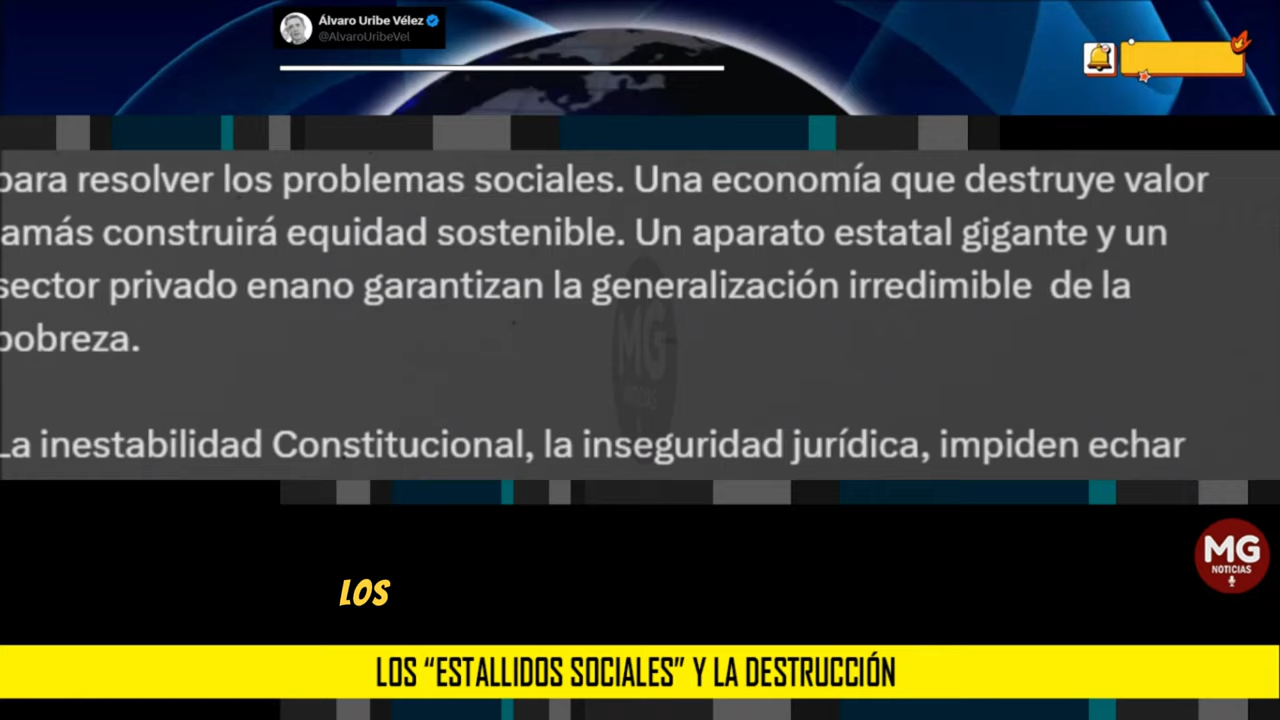 Álvaro Uribe Vélez
@AlvaroUribeVel
para resolver los problemas sociales. Una economía que destruye valor
amás construirá equidad sostenible. Un aparato estatal gigante y un
sector privado enano garantizan la generalización irredimible de la
pobreza.
La inestabilidad Constitucional, la inseguridad jurídica, impiden echar
MG
NOTICIAS
MG
NOTICIAS
LOS
LOS “ESTALLIDOS SOCIALES” Y LA DESTRUCCIÓN